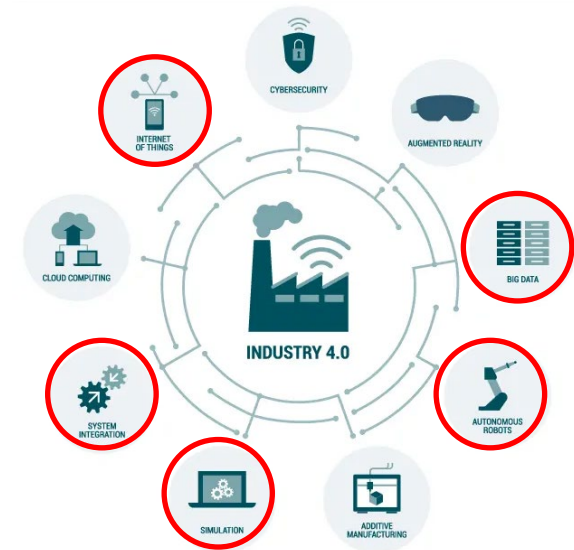 CYBERSECURITY
INTERNET
OF THINGS
AUGMENTED REALITY
CLOUD COMPUTING
BIG DATA
INDUSTRY 4.0
SYSTEM
INTEGRATION
AUTONOMOUS
ROBOTS
SIMULATION
ADDITIVE
MANUFACTURING